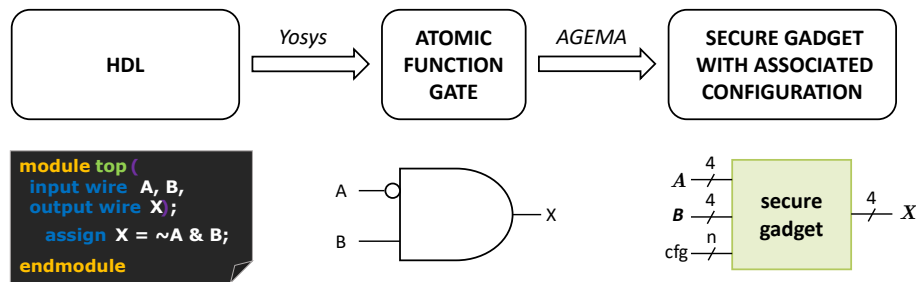 HDL
Yosys
ATOMIC
FUNCTION
GATE
AGEMA
SECURE GADGET
WITH ASSOCIATED
CONFIGURATION
module top (
input wire A, B,
output wire X);
assign X = ~A & B;
endmodule
A
B
X
A
4
B
4
cfg
n
secure
gadget
4
X